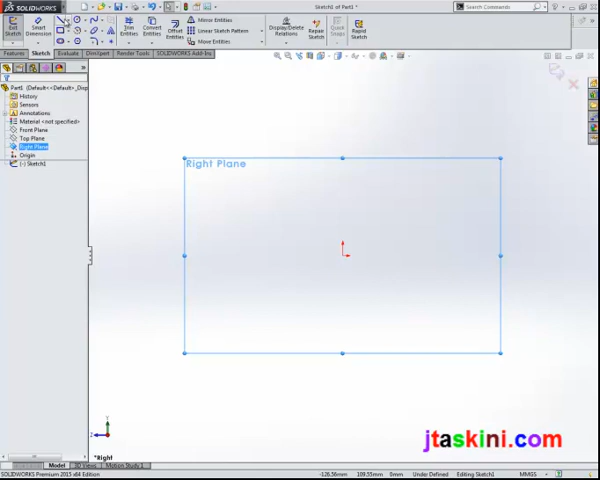 SOLIDWORKS
Sketch1 of Part1
Search SOLIDWORKS Help
Exit Sketch
Smart Dimension
Trim Entities
Convert Entities
Offset Entities
Mirror Entities
Linear Sketch Pattern
Move Entities
Display/Delete Relations
Repair Sketch
Quick Snaps
Rapid Sketch
Features
Sketch
Evaluate
DimXpert
Render Tools
SOLIDWORKS Add-Ins
Part1 (Default<<Default>_Disp
History
Sensors
Annotations
Material <not specified>
Front Plane
Top Plane
Right Plane
Origin
(-) Sketch1
Right Plane
Y
Z
*Right
jtaskini.com
Model
3D Views
Motion Study 1
SOLIDWORKS Premium 2015 x64 Edition
-126.56mm
109.55mm
0mm
Under Defined
Editing Sketch1
MMGS